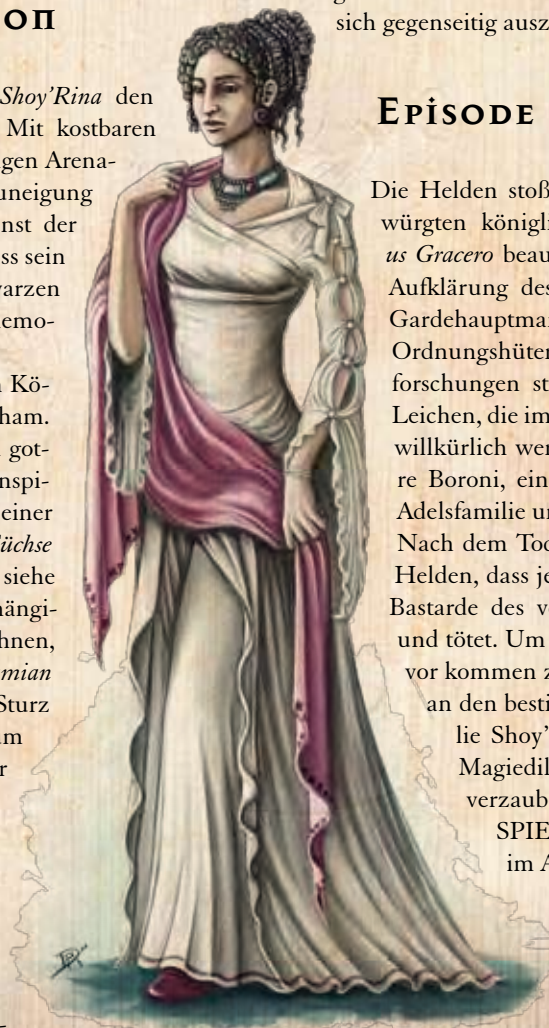 on
Shoy'Rina den
Mit kostbaren
gen Arena-
uneigung
nst der
ss sein
warzen
emo-
Kö-
ham.
got-
nspi-
einer
üchse
siehe
hängi-
hnen,
mian
Sturz
um
r
sich gegenseitig ausz
EPISODE
Die Helden stoß
würgten königli
us Gracero beau
Aufklärung des
Gardehauptma
Ordnungshüter
forschungen st
Leichen, die im
willkürlich wer
re Boroni, ein
Adelsfamilie u
Nach dem Tod
Helden, dass je
Bastarde des v
und tötet. Um
vor kommen z
an den besti
lie Shoy'
Magiedil
verzaub
SPIE
im A